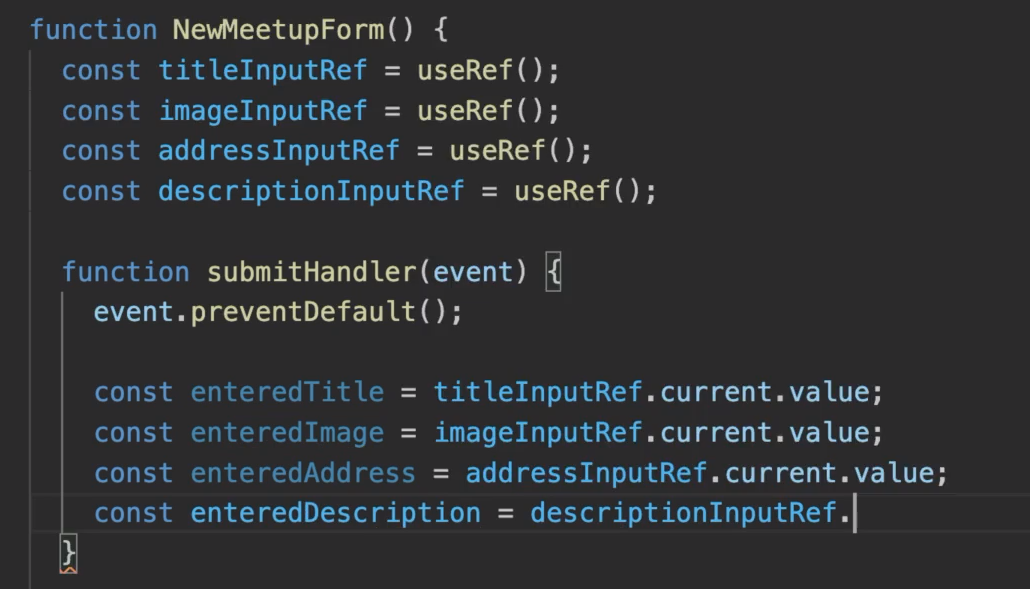 function NewMeetupForm() {
const titleInputRef = useRef();
const imageInputRef = useRef();
const addressInputRef = useRef();
const descriptionInputRef = useRef();
function submitHandler(event) {
event.preventDefault();
const enteredTitle = titleInputRef.current.value;
const enteredImage = imageInputRef.current.value;
const enteredAddress = addressInputRef.current.value;
const enteredDescription = descriptionInputRef.
}